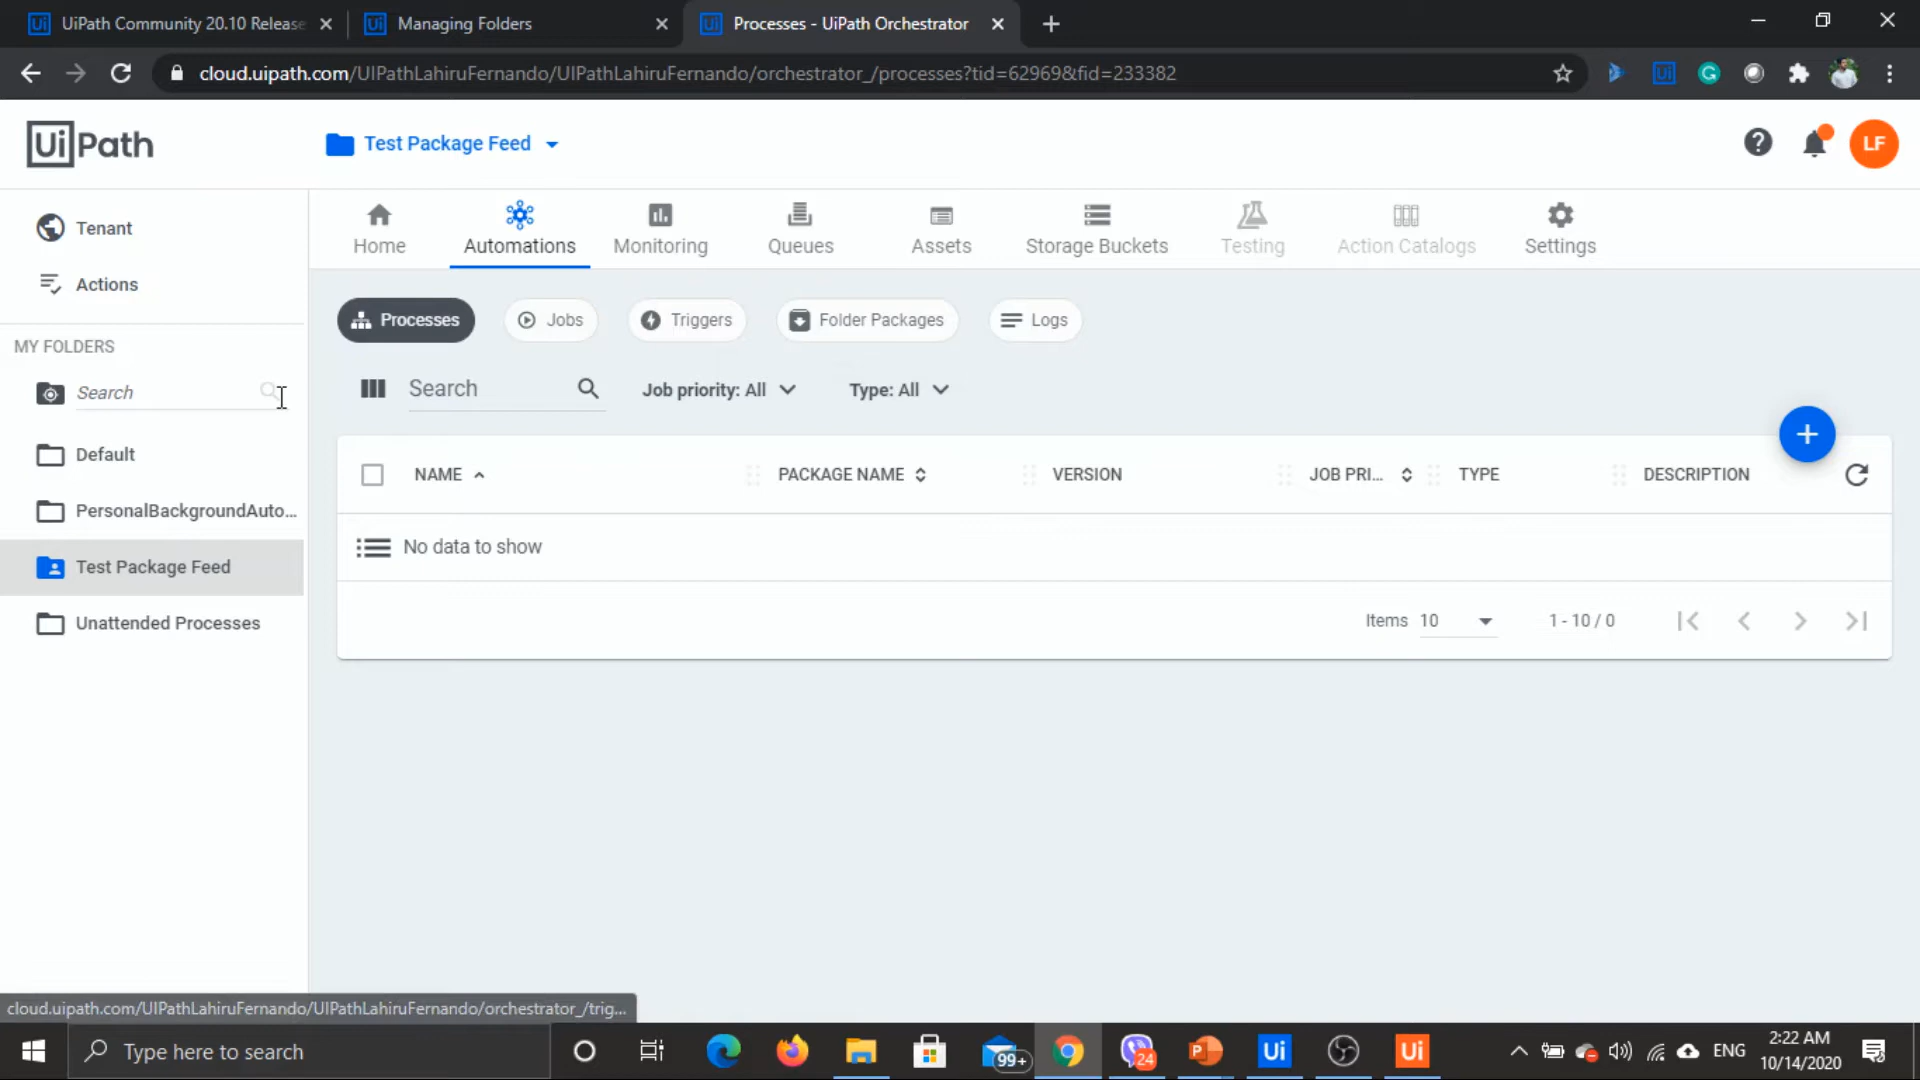 UiPath Community 20.10 Release
Managing Folders
Processes - UiPath Orchestrator
cloud.uipath.com/UIPathLahiruFernando/UIPathLahiruFernando/orchestrator_/processes?tid=62969&fid=233382
UiPath
Test Package Feed
LF
Tenant
Actions
MY FOLDERS
Search
Default
PersonalBackgroundAuto...
Test Package Feed
Unattended Processes
Home
Automations
Monitoring
Queues
Assets
Storage Buckets
Testing
Action Catalogs
Settings
Processes
Jobs
Triggers
Folder Packages
Logs
Search
Job priority: All
Type: All
NAME
PACKAGE NAME
VERSION
JOB PRI...
TYPE
DESCRIPTION
No data to show
Items 10
1 - 10 / 0
cloud.uipath.com/UIPathLahiruFernando/UIPathLahiruFernando/orchestrator_/trig...
Type here to search
99+
24
Ui
Ui
ENG
2:22 AM
10/14/2020